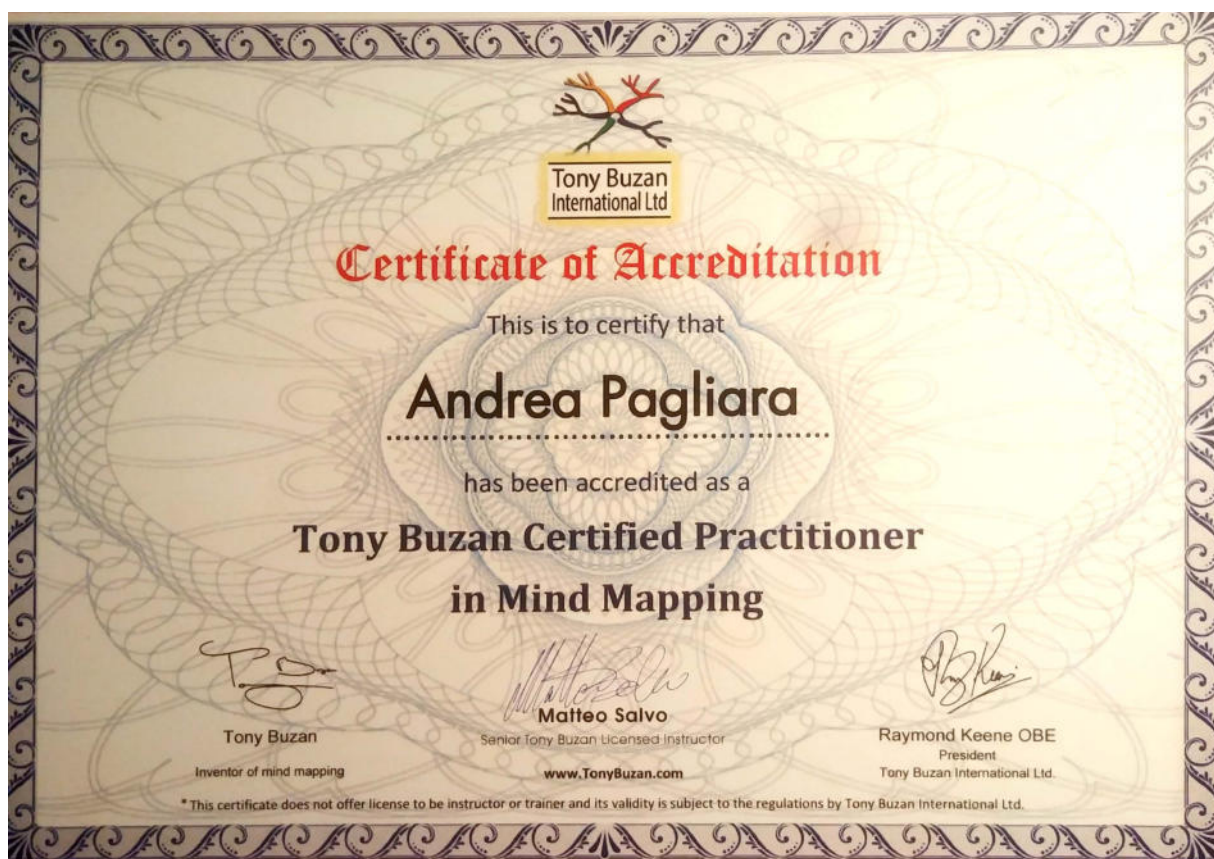 Tony Buzan
International Ltd
Certificate of Accreditation
This is to certify that
Andrea Pagliara
has been accredited as a
Tony Buzan Certified Practitioner
in Mind Mapping
Tony Buzan
Inventor of mind mapping
Matteo Salvo
Senior Tony Buzan Licensed Instructor
www.TonyBuzan.com
Raymond Keene OBE
President
Tony Buzan International Ltd.
* This certificate does not offer license to be instructor or trainer and its validity is subject to the regulations by Tony Buzan International Ltd.